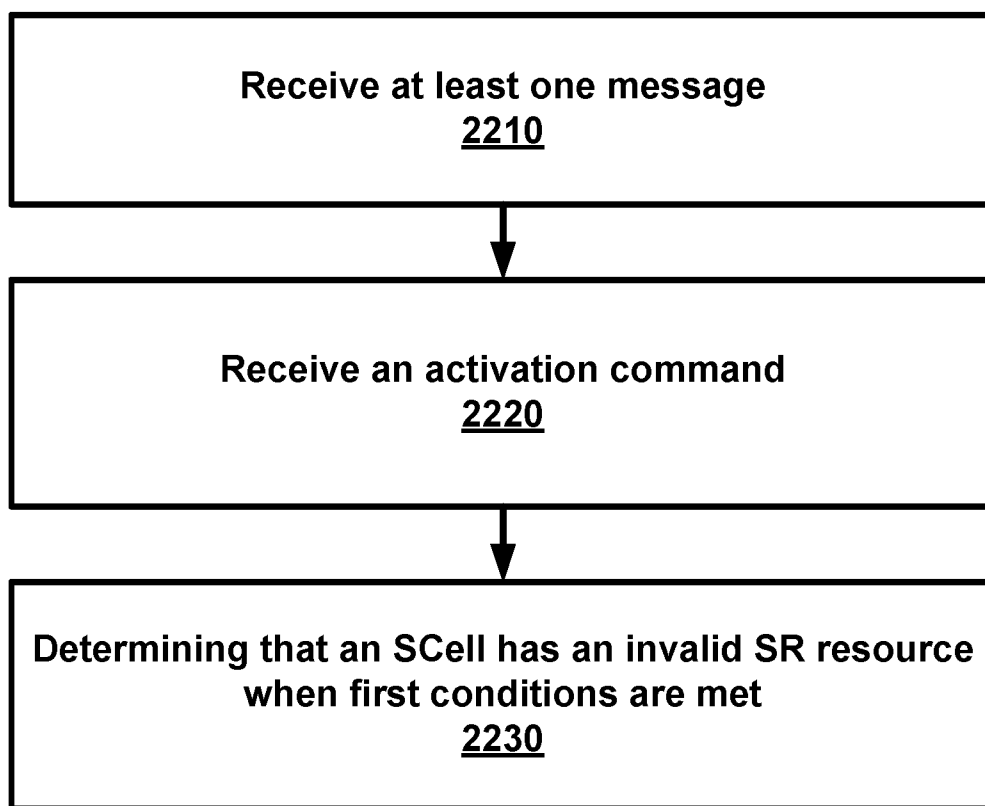 Receive at least one message
2210
Receive an activation command
2220
Determining that an SCell has an invalid SR resource
when first conditions are met
2230